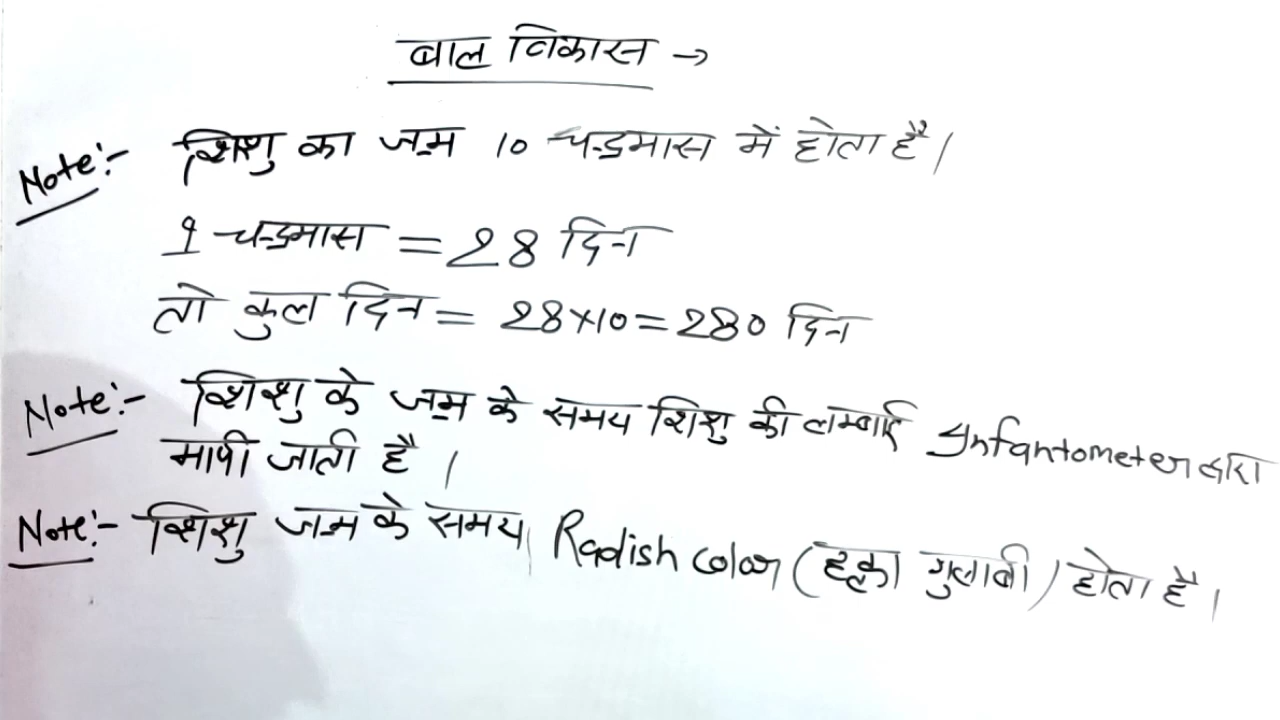 बाल विकास →
Note:- शिशु का जन्म 10 चन्द्रमास में होता है।
1 चन्द्रमास = 28 दिन
तो कुल दिन = 28×10 = 280 दिन
Note:- शिशु के जन्म के समय शिशु की लम्बाई Infantometer द्वारा
मापी जाती है।
Note:- शिशु जन्म के समय Radish color (हल्का गुलाबी) होता है।